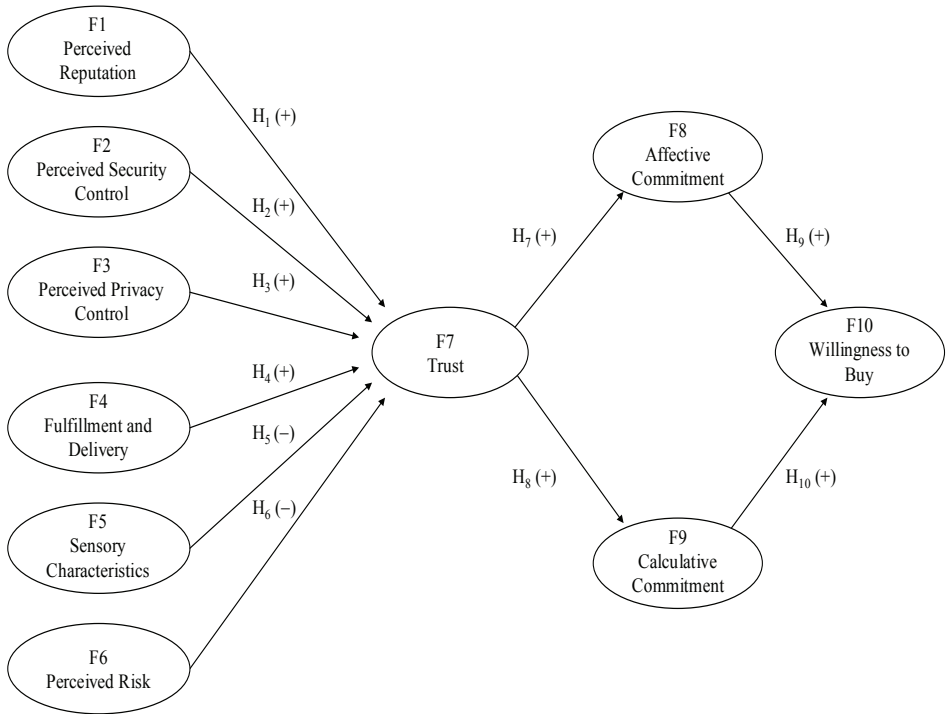 F1
Perceived
Reputation
H₁ (+)
F2
Perceived Security
Control
H₂ (+)
F3
Perceived Privacy
Control
H₃ (+)
F4
Fulfillment and
Delivery
H₄ (+)
F5
Sensory
Characteristics
H₅ (−)
F6
Perceived Risk
H₆ (−)
F7
Trust
H₇ (+)
H₈ (+)
F8
Affective
Commitment
F9
Calculative
Commitment
H₉ (+)
H₁₀ (+)
F10
Willingness to
Buy